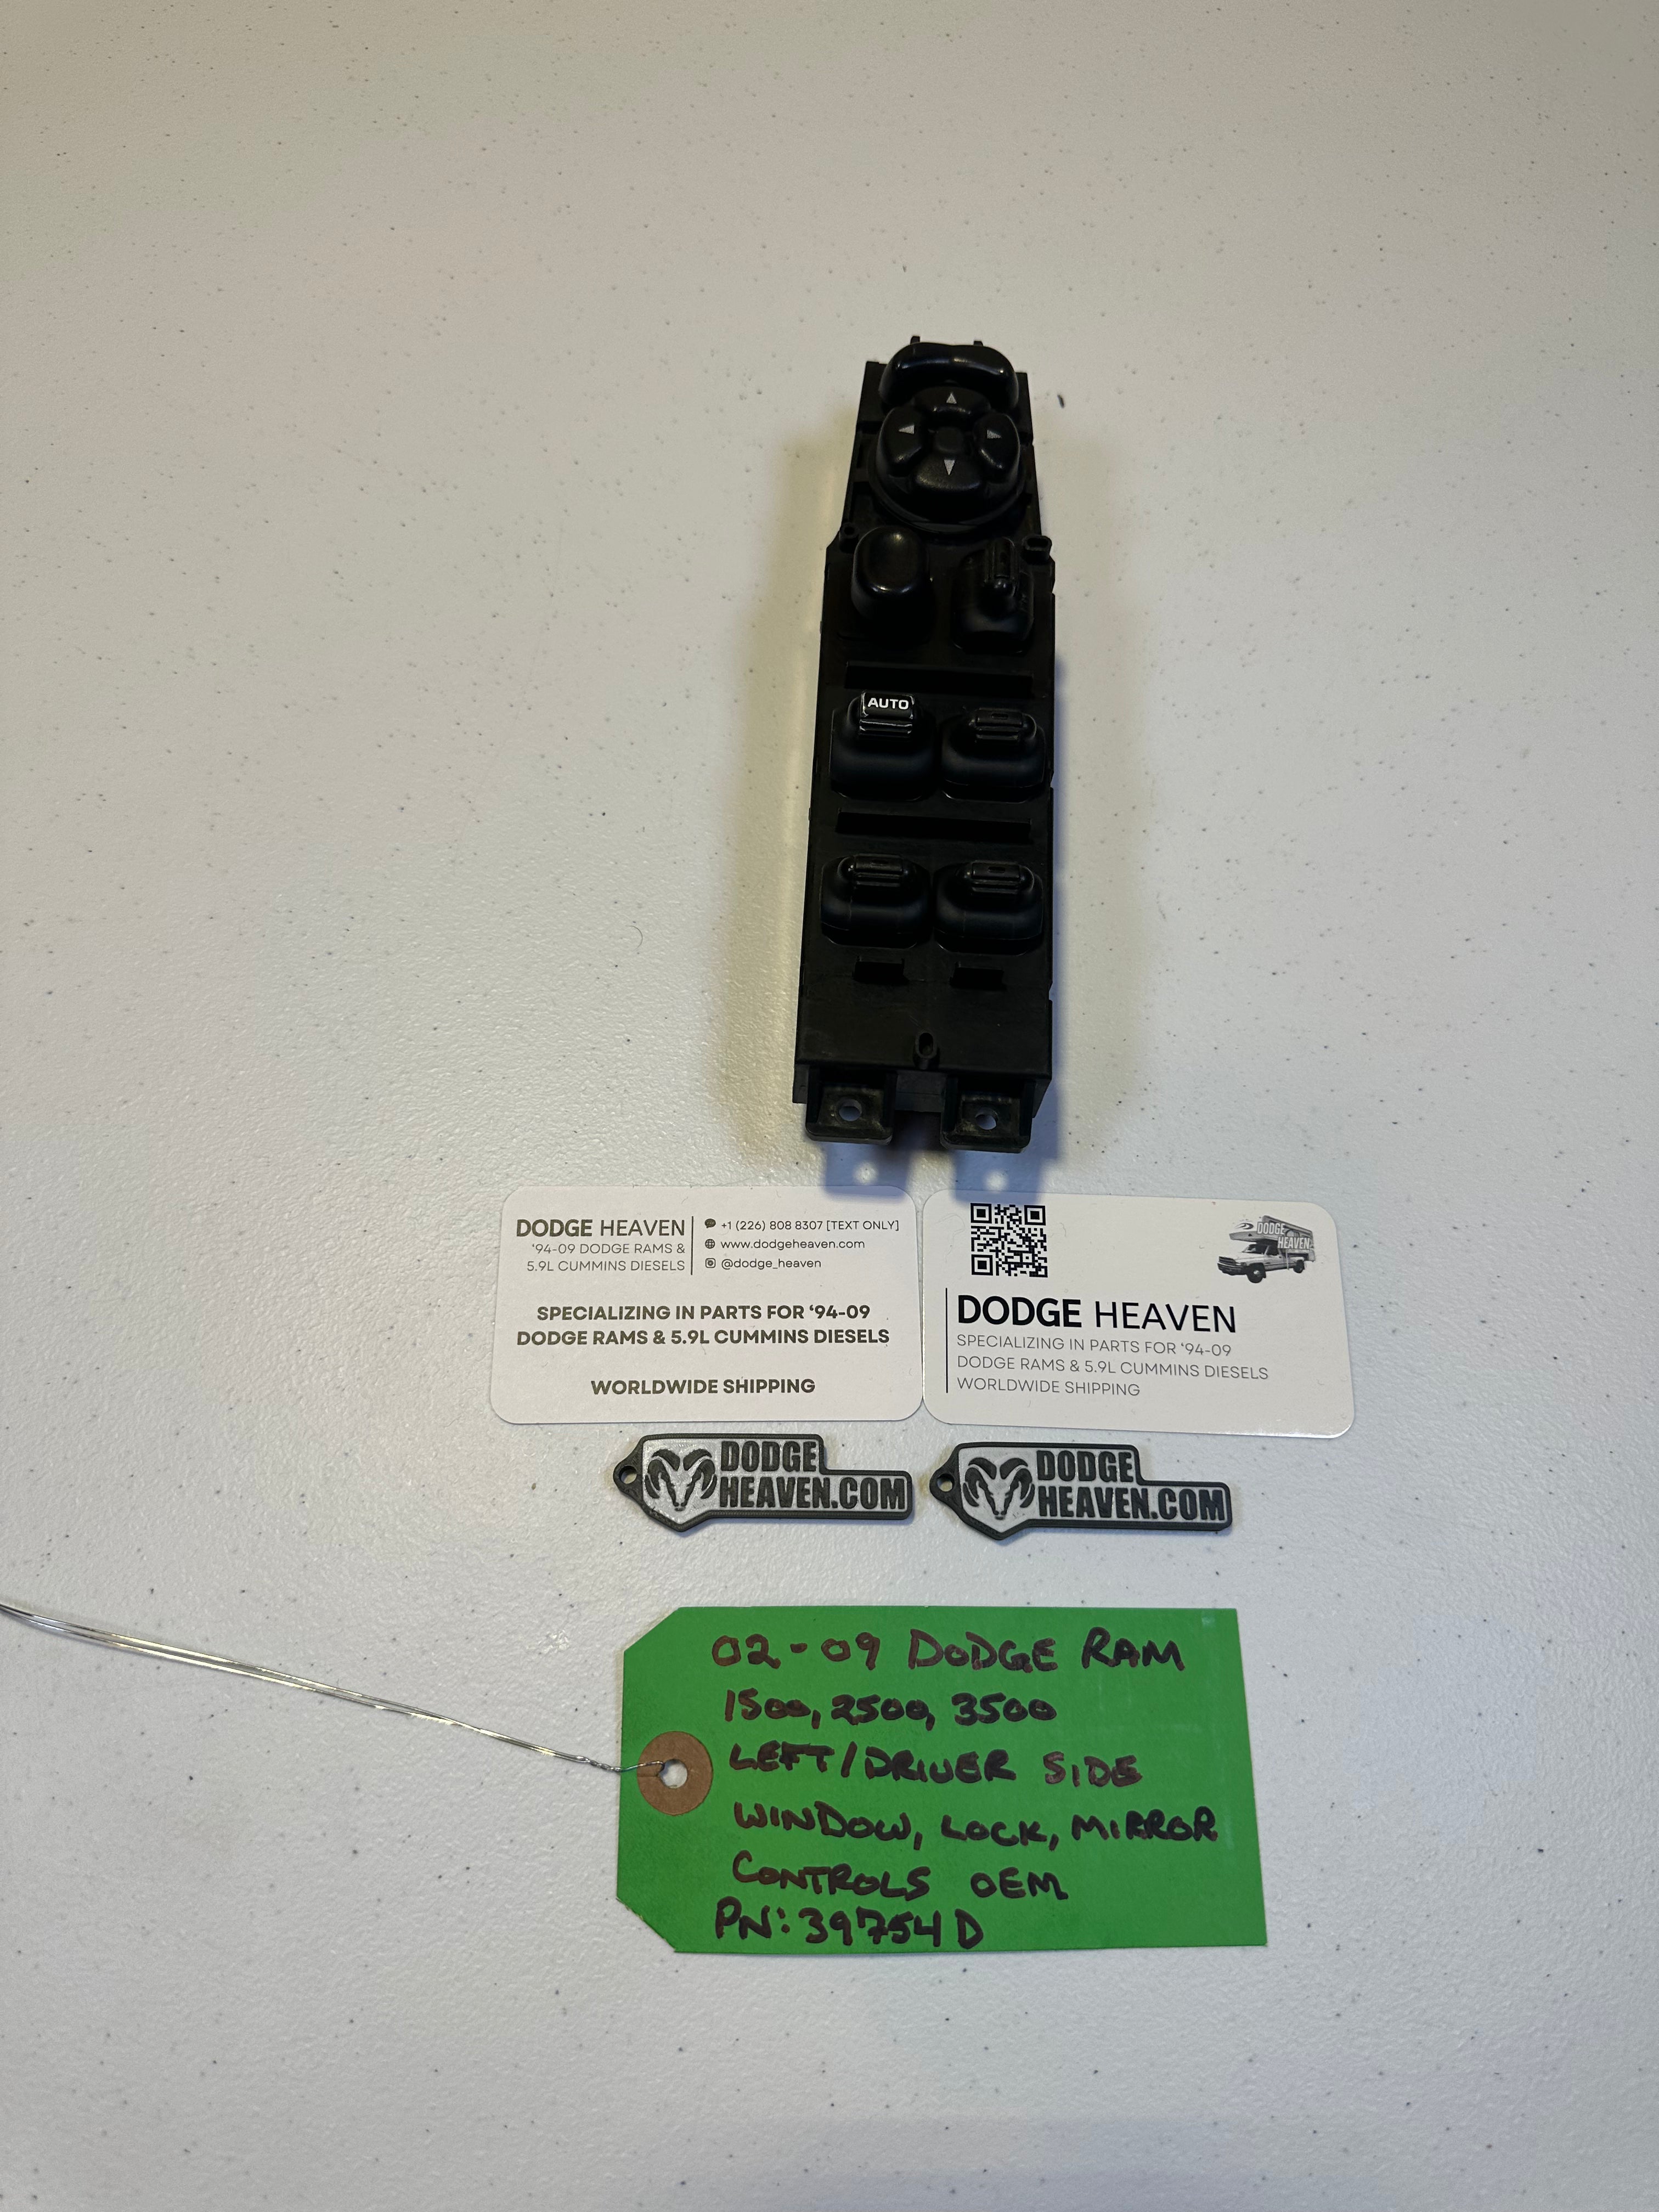 AUTO
DODGE HEAVEN
'94-09 DODGE RAMS &
5.9L CUMMINS DIESELS
+1 (226) 808 8307 [TEXT ONLY]
www.dodgeheaven.com
@dodge_heaven
SPECIALIZING IN PARTS FOR '94-09
DODGE RAMS & 5.9L CUMMINS DIESELS
WORLDWIDE SHIPPING
DODGE
HEAVEN
DODGE HEAVEN
SPECIALIZING IN PARTS FOR '94-09
DODGE RAMS & 5.9L CUMMINS DIESELS
WORLDWIDE SHIPPING
DODGE
HEAVEN.COM
DODGE
HEAVEN.COM
02-09 DODGE RAM
1500, 2500, 3500
LEFT/DRIVER SIDE
WINDOW, LOCK, MIRROR
CONTROLS OEM
PN: 39754D